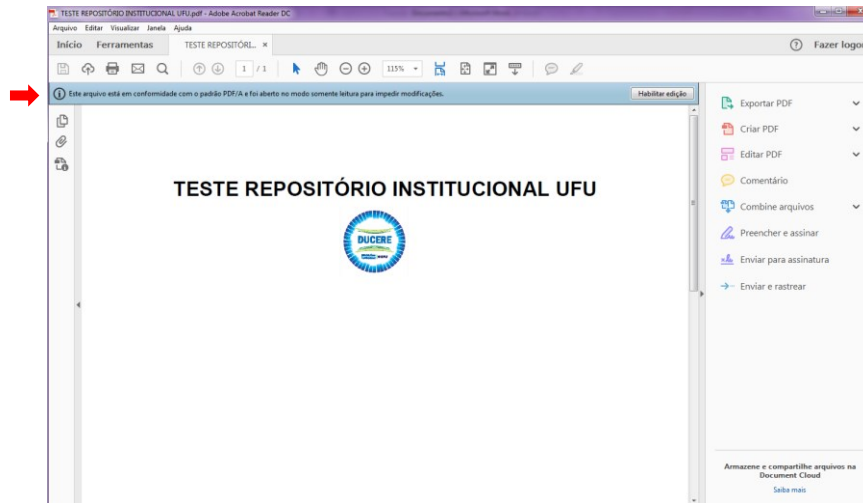 TESTE REPOSITÓRIO INSTITUCIONAL UFU.pdf - Adobe Acrobat Reader DC
Arquivo Editar Visualizar Janela Ajuda
Início Ferramentas TESTE REPOSITÓRI... × Fazer logo
1 / 1 115%
Este arquivo está em conformidade com o padrão PDF/A e foi aberto no modo somente leitura para impedir modificações. Habilitar edição
Exportar PDF
Criar PDF
Editar PDF
Comentário
Combine arquivos
Preencher e assinar
Enviar para assinatura
Enviar e rastrear
TESTE REPOSITÓRIO INSTITUCIONAL UFU
DUCERE
Armazene e compartilhe arquivos na
Document Cloud
Saiba mais